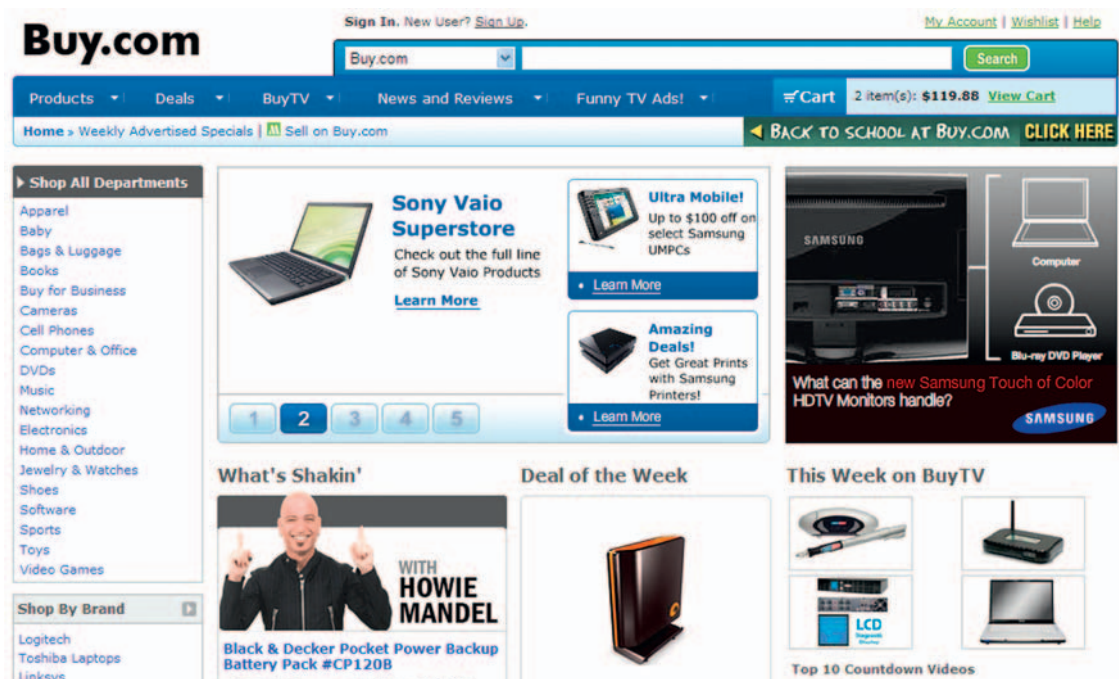 Buy.com
Sign In. New User? Sign Up.
My Account | Wishlist | Help
Buy.com
Search
Products
Deals
BuyTV
News and Reviews
Funny TV Ads!
Cart
2 item(s): $119.88 View Cart
Home » Weekly Advertised Specials | Sell on Buy.com
BACK TO SCHOOL AT BUY.COM CLICK HERE
Shop All Departments
Apparel
Baby
Bags & Luggage
Books
Buy for Business
Cameras
Cell Phones
Computer & Office
DVDs
Music
Networking
Electronics
Home & Outdoor
Jewelry & Watches
Shoes
Software
Sports
Toys
Video Games
Shop By Brand
Logitech
Toshiba Laptops
Linksys
Sony Vaio
Superstore
Check out the full line
of Sony Vaio Products
Learn More
1 2 3 4 5
Ultra Mobile!
Up to $100 off on
select Samsung
UMPCs
• Learn More
Amazing
Deals!
Get Great Prints
with Samsung
Printers!
• Learn More
SAMSUNG
Computer
Blu-ray DVD Player
What can the new Samsung Touch of Color
HDTV Monitors handle?
SAMSUNG
What's Shakin'
WITH
HOWIE
MANDEL
Black & Decker Pocket Power Backup
Battery Pack #CP120B
Deal of the Week
This Week on BuyTV
LCD
Top 10 Countdown Videos